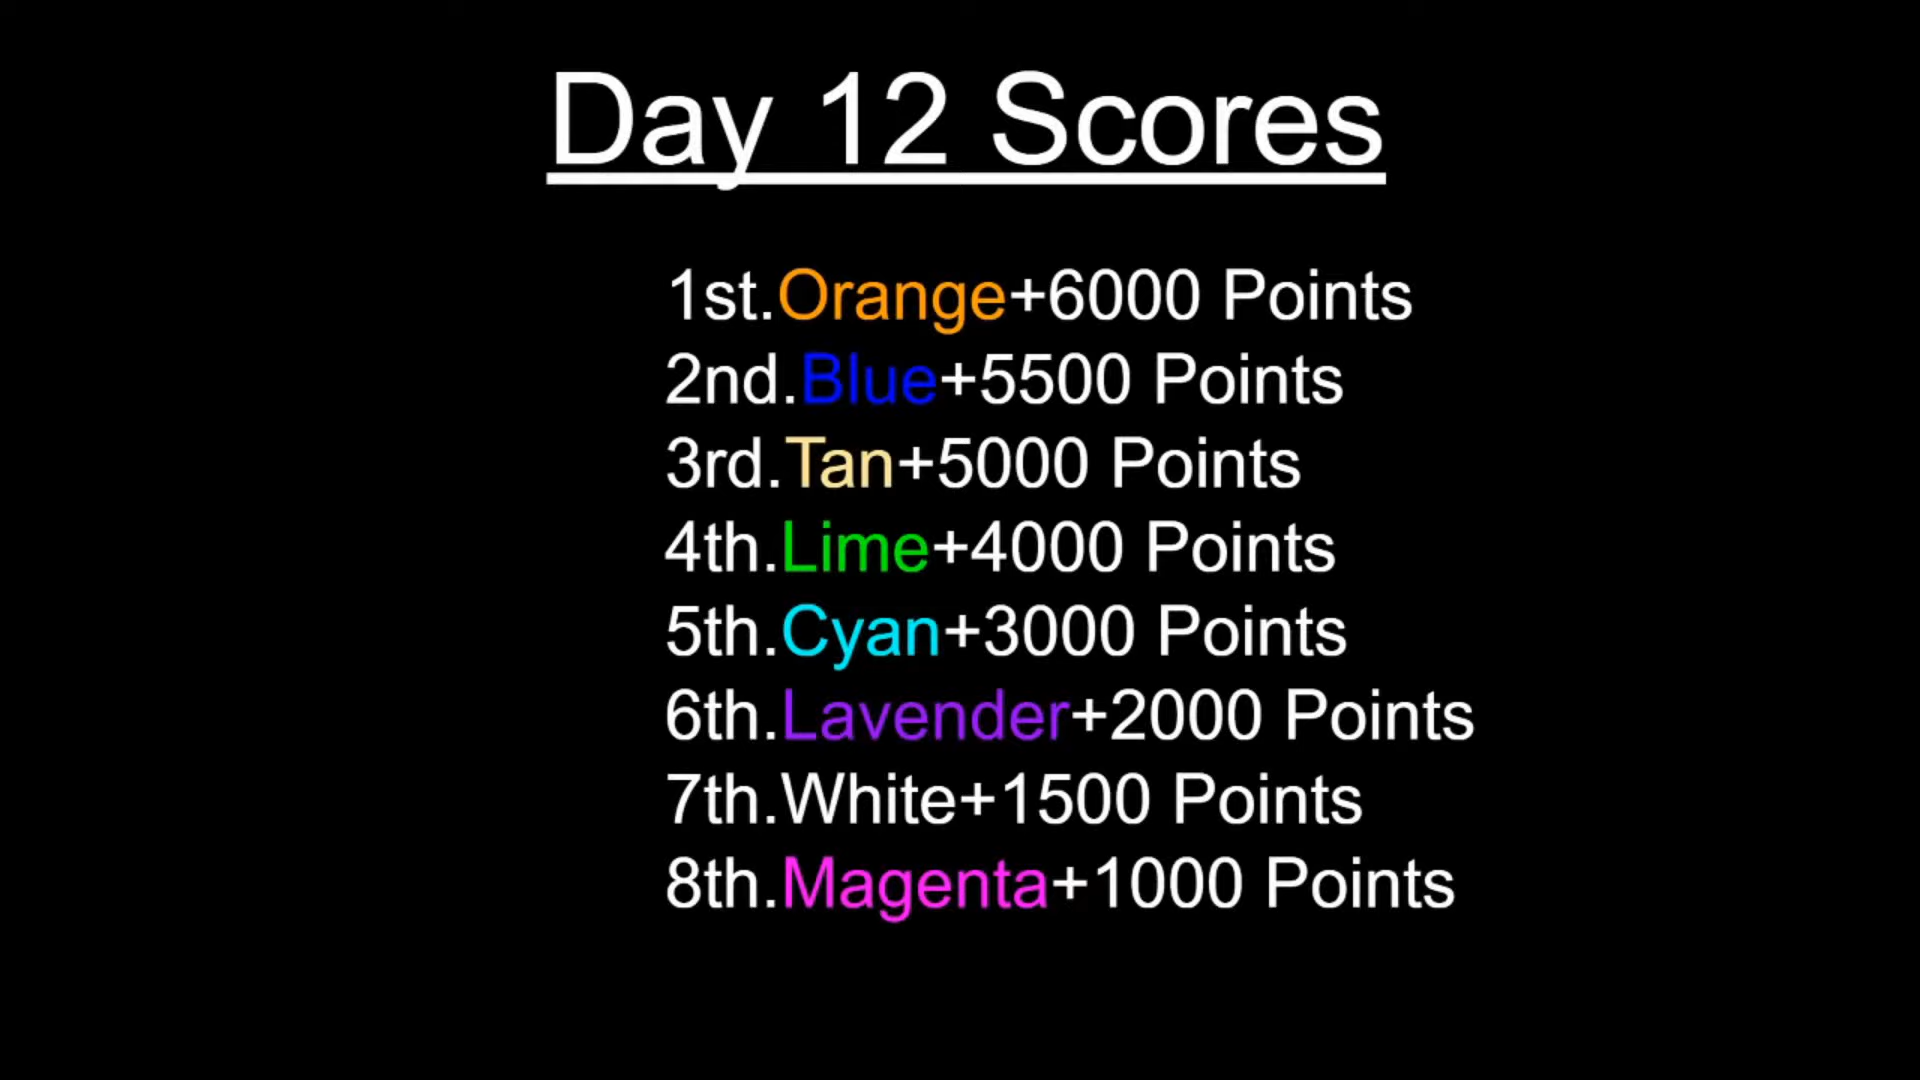 Day 12 Scores
1st.Orange+6000 Points
2nd.Blue+5500 Points
3rd.Tan+5000 Points
4th.Lime+4000 Points
5th.Cyan+3000 Points
6th.Lavender+2000 Points
7th.White+1500 Points
8th.Magenta+1000 Points